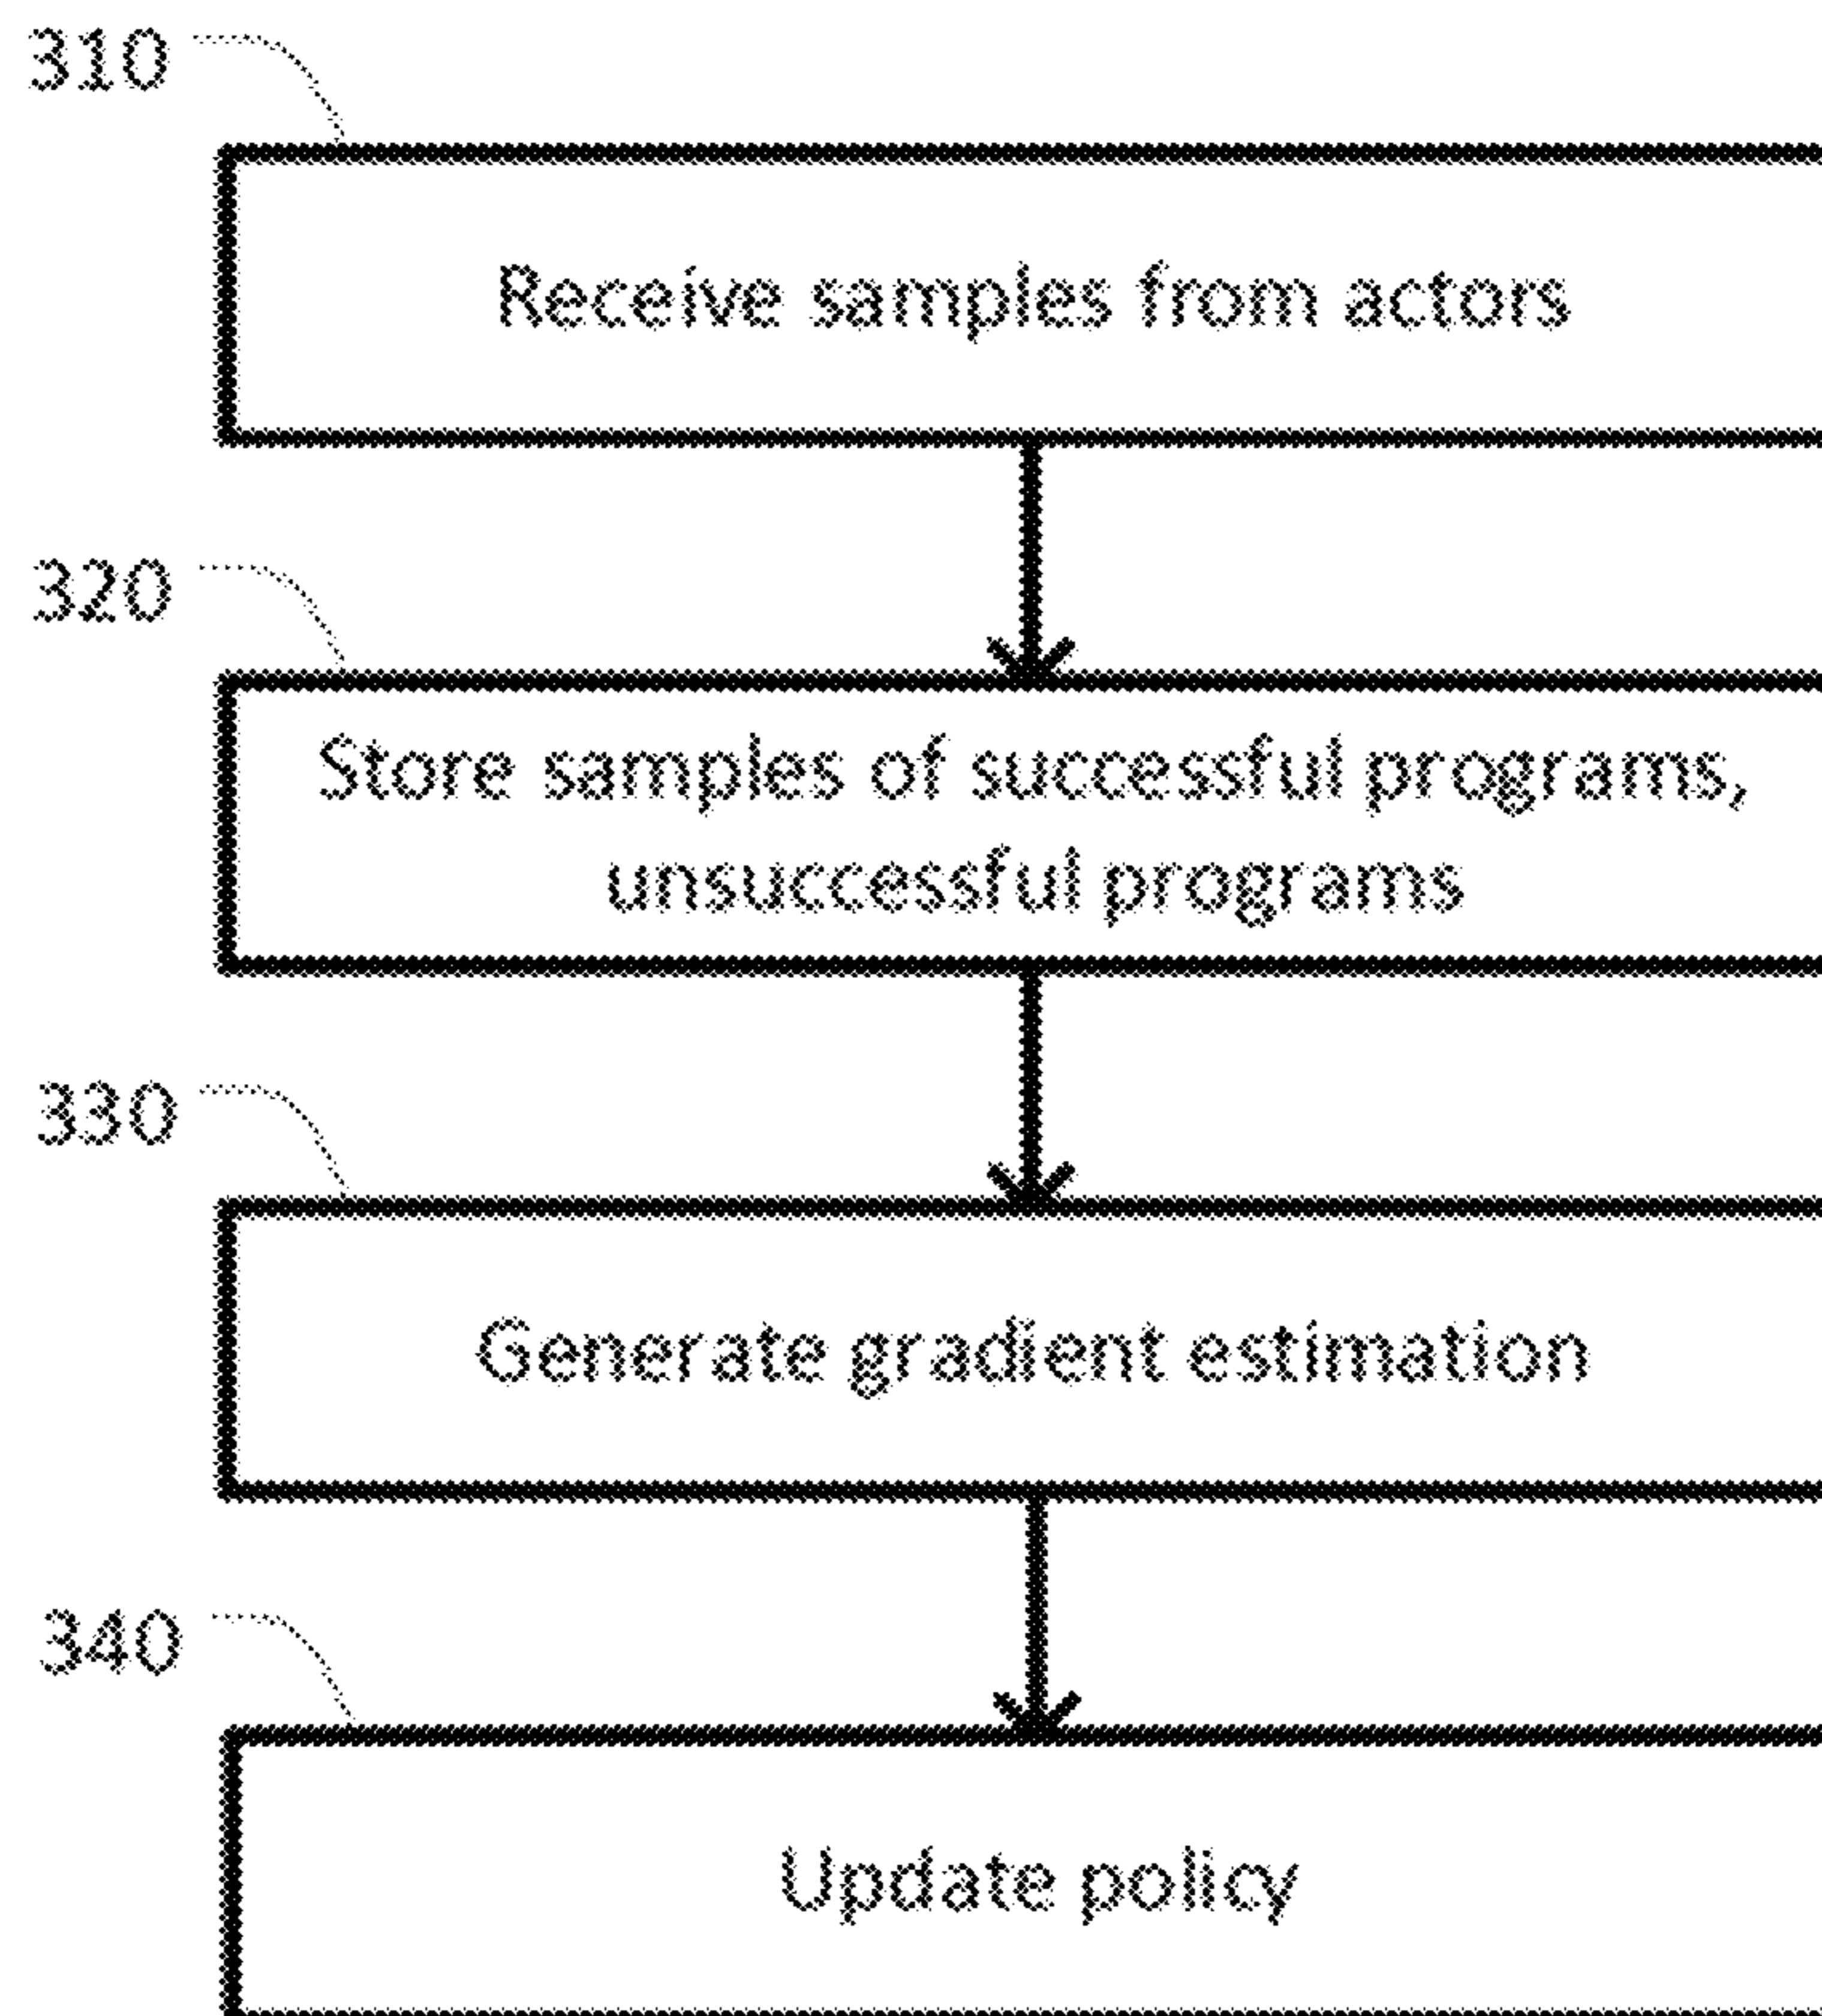 310
Receive samples from actors
320
Store samples of successful programs,
unsuccessful programs
330
Generate gradient estimation
340
Update policy